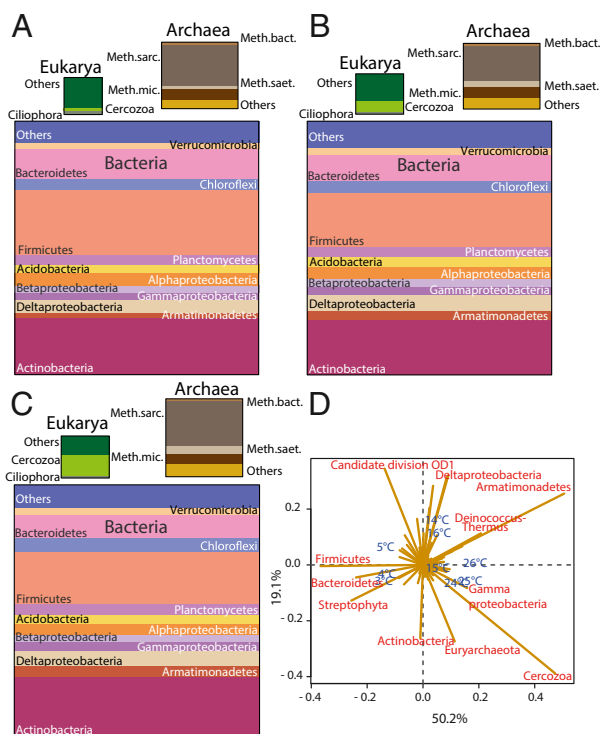 A
Archaea
Meth.bact.
Meth.sarc.
Eukarya
Others
Meth.mic.
Meth.saet.
Cercozoa
Others
Ciliophora
Others
Verrucomicrobia
Bacteria
Bacteroidetes
Chloroflexi
Firmicutes
Planctomycetes
Acidobacteria
Alphaproteobacteria
Betaproteobacteria
Gammaproteobacteria
Deltaproteobacteria
Armatimonadetes
Actinobacteria
B
Archaea
Meth.bact.
Meth.sarc.
Eukarya
Others
Meth.mic.
Meth.saet.
Cercozoa
Others
Ciliophora
Others
Verrucomicrobia
Bacteria
Bacteroidetes
Chloroflexi
Firmicutes
Planctomycetes
Acidobacteria
Alphaproteobacteria
Betaproteobacteria
Gammaproteobacteria
Deltaproteobacteria
Armatimonadetes
Actinobacteria
C
Archaea
Meth.bact.
Meth.sarc.
Eukarya
Others
Cercozoa
Meth.mic.
Meth.saet.
Others
Ciliophora
Others
Verrucomicrobia
Bacteria
Bacteroidetes
Chloroflexi
Firmicutes
Planctomycetes
Acidobacteria
Alphaproteobacteria
Betaproteobacteria
Gammaproteobacteria
Deltaproteobacteria
Armatimonadetes
Actinobacteria
D
Candidate division OD1
Deltaproteobacteria
Armatimonadetes
Deinococcus-
Thermus
14°C
16°C
5°C
Firmicutes
15°C
26°C
4°C
Bacteroidetes
24
25°C
Gamma
proteobacteria
Streptophyta
Actinobacteria
Euryarchaeota
Cercozoa
0.2
0.0
- 0.2
- 0.4
19.1%
- 0.4
- 0.2
0.0
0.2
0.4
50.2%